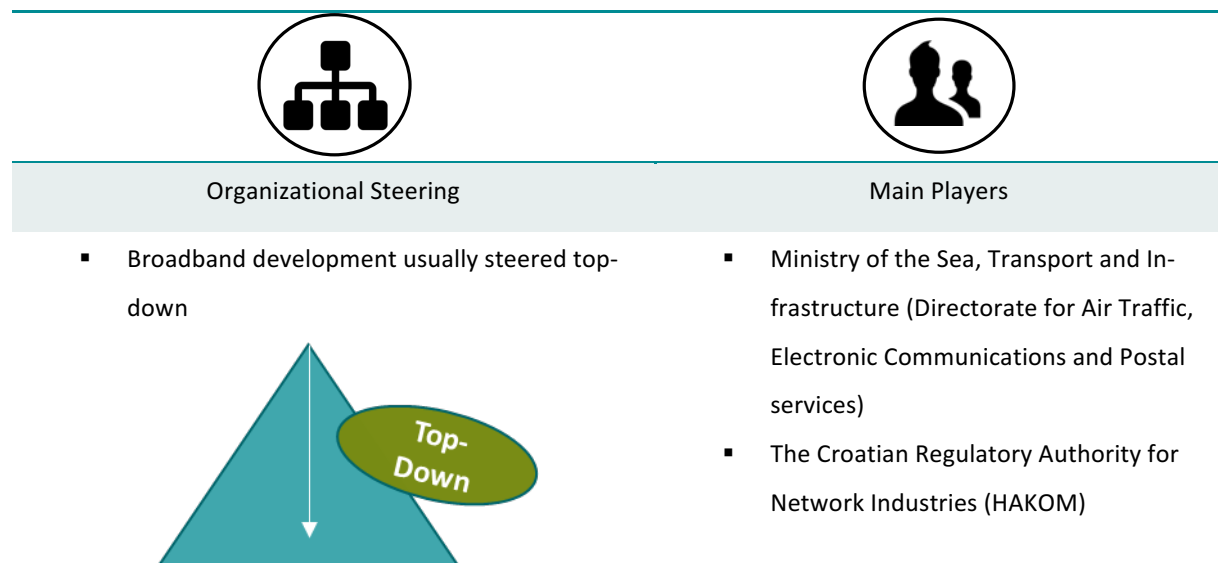 Organizational Steering
Main Players
▪ Broadband development usually steered top-
down
Top-
Down
▪ Ministry of the Sea, Transport and In-
frastructure (Directorate for Air Traffic,
Electronic Communications and Postal
services)
▪ The Croatian Regulatory Authority for
Network Industries (HAKOM)